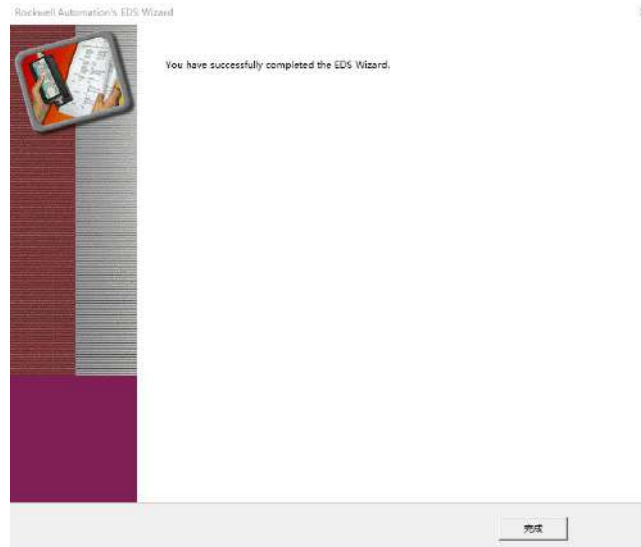 Rockwell Automation's EDS Wizard
You have successfully completed the EDS Wizard.
完成